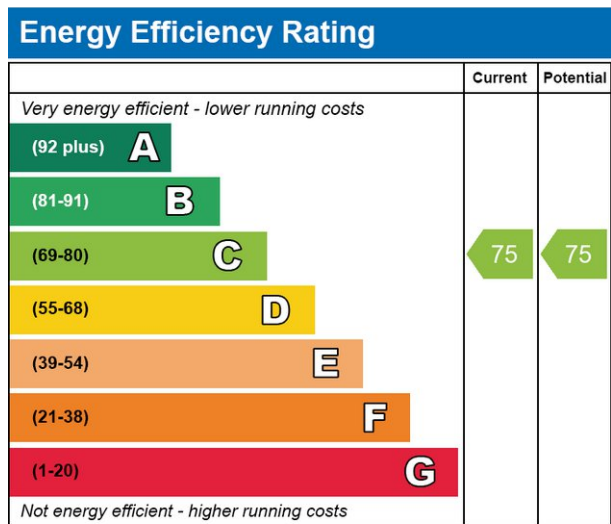 Energy Efficiency Rating
Current Potential
Very energy efficient - lower running costs
(92 plus) A
(81-91) B
(69-80) C 75 75
(55-68) D
(39-54) E
(21-38) F
(1-20) G
Not energy efficient - higher running costs